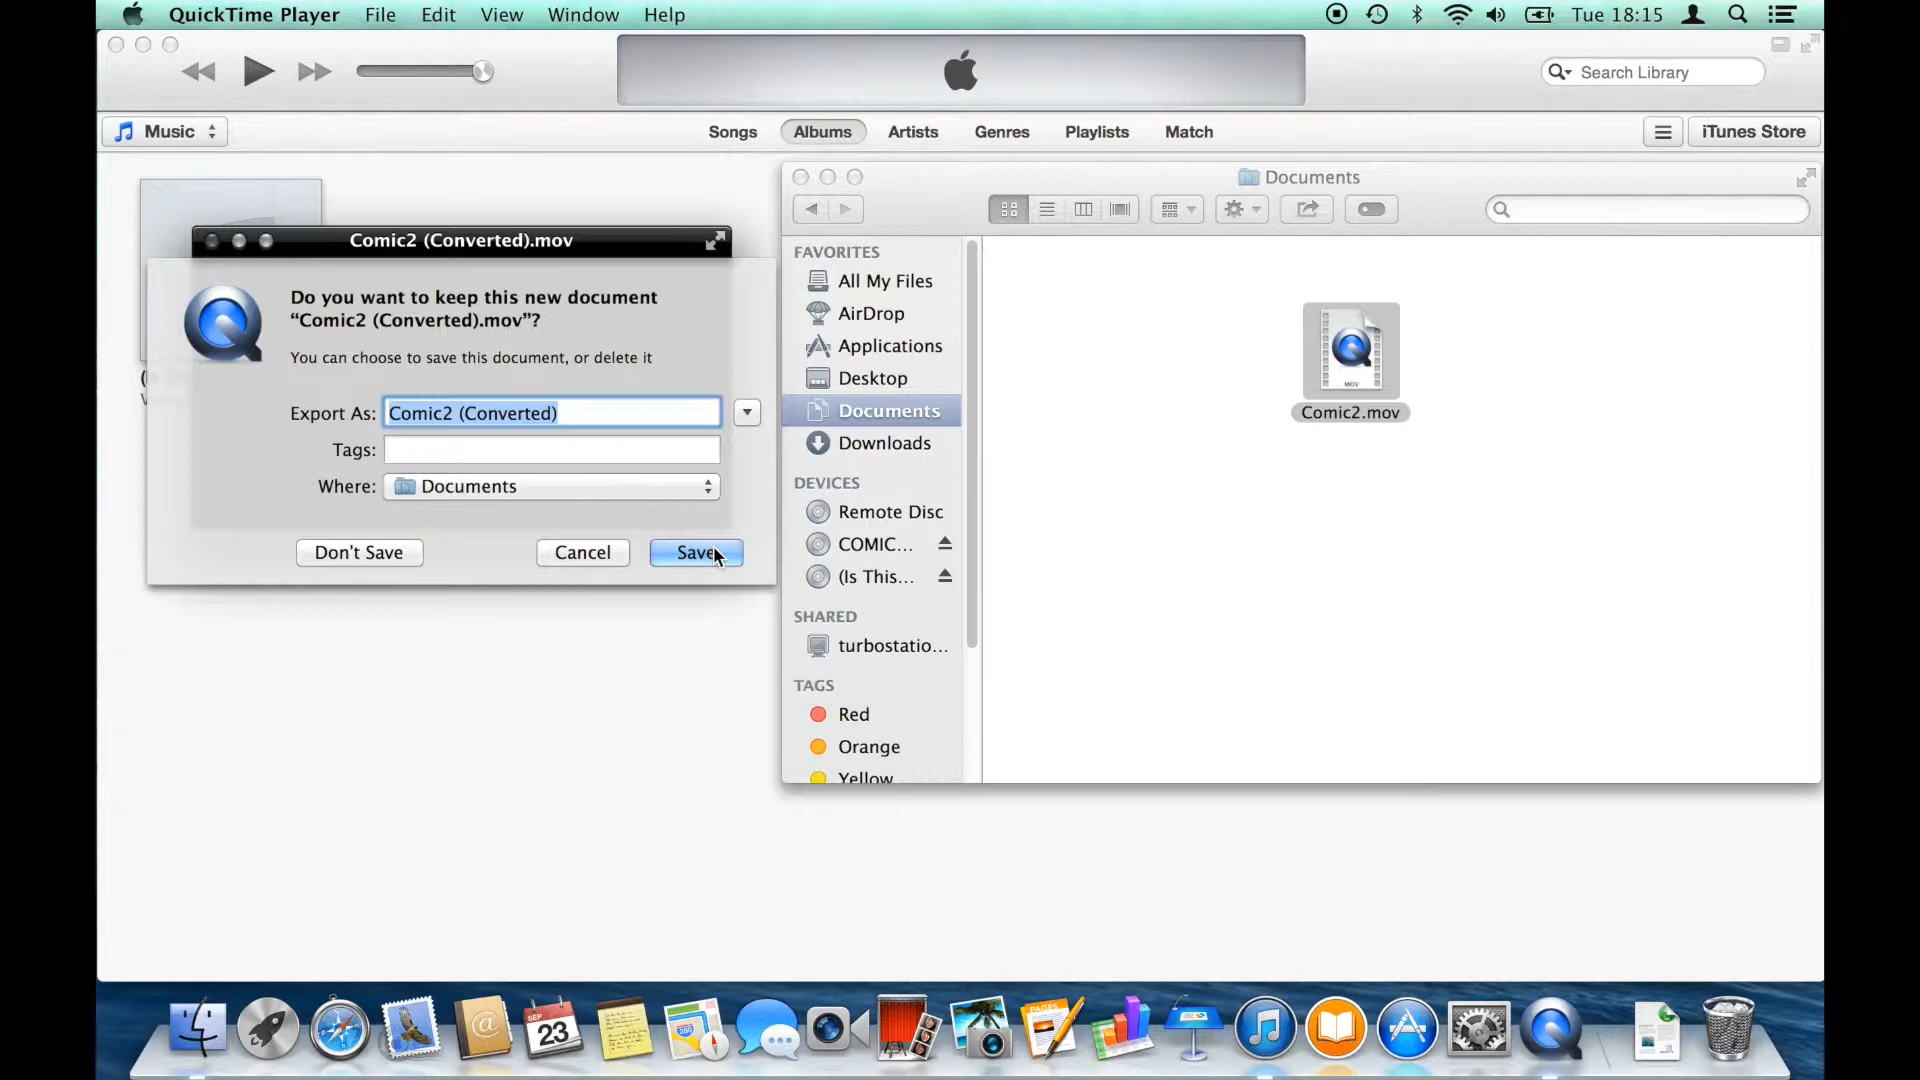 QuickTime Player File Edit View Window Help
Tue 18:15
Search Library
Music
Songs Albums Artists Genres Playlists Match
iTunes Store
Comic2 (Converted).mov
Do you want to keep this new document
“Comic2 (Converted).mov”?
You can choose to save this document, or delete it
Export As: Comic2 (Converted)
Tags:
Where: Documents
Don't Save Cancel Save
Documents
FAVORITES
All My Files
AirDrop
Applications
Desktop
Documents
Downloads
DEVICES
Remote Disc
COMIC...
(Is This...
SHARED
turbostatio...
TAGS
Red
Orange
Yellow
MOV
Comic2.mov
SEP
23
PAGES
280